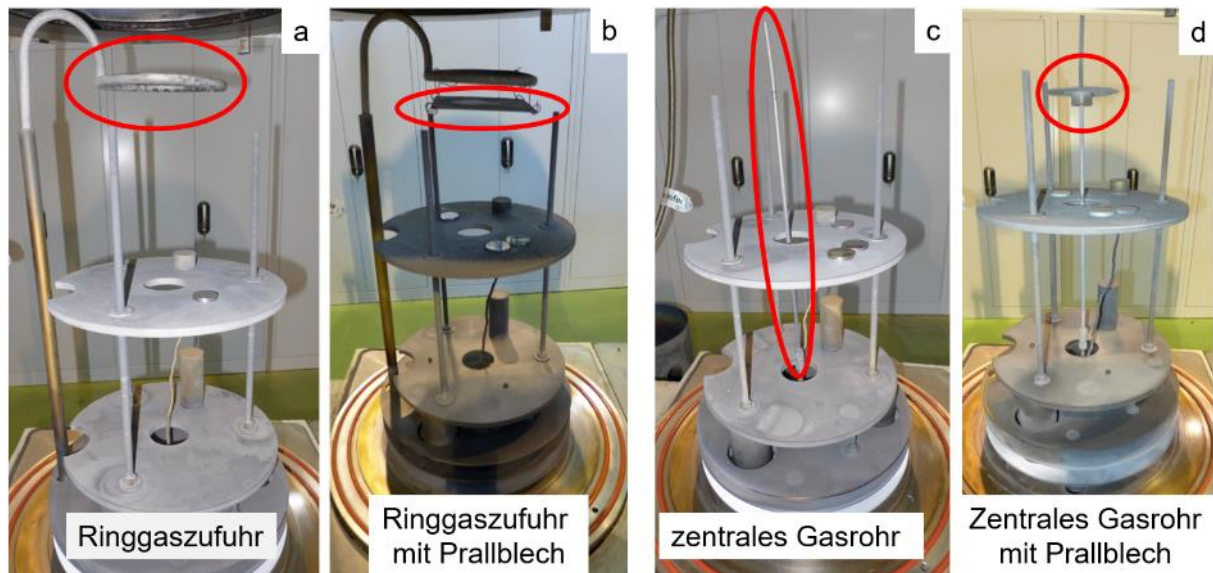 a
b
c
d
Ringgaszufuhr
Ringgaszufuhr
mit Prallblech
zentrales Gasrohr
Zentrales Gasrohr
mit Prallblech